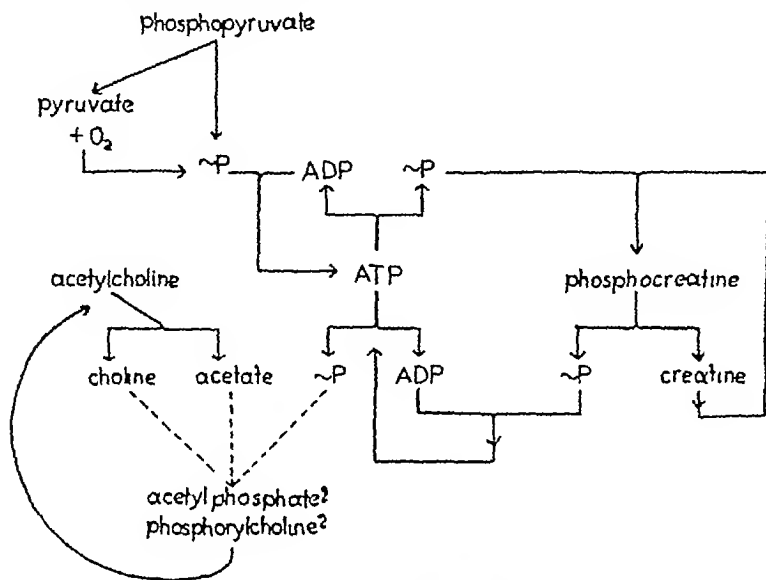 phosphopyruvate
pyruvate
+ O₂
~P ADP ~P
acetylcholine ATP phosphocreatine
choline acetate ~P ADP ~P creatine
acetyl phosphate?
phosphorylcholine?